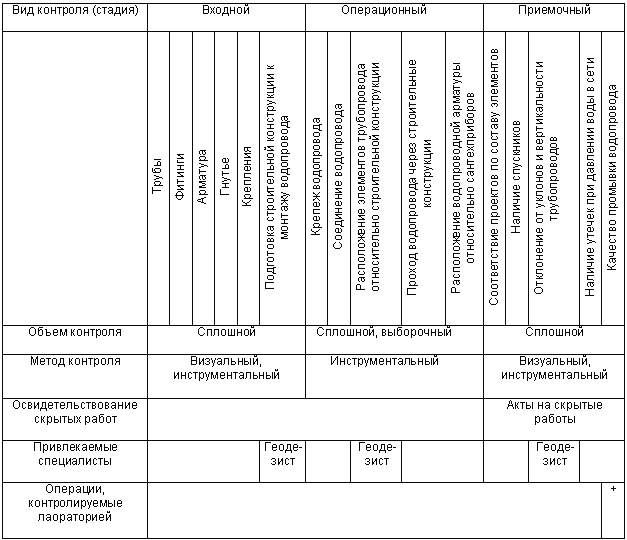 Вид контроля (стадия) Входной Операционный Приемочный
Трубы
Фитинги
Арматура
Гнутье
Крепления
Подготовка строительной конструкции к
монтажу водопровода
Крепеж водопровода
Соединение водопровода
Расположение элементов трубопровода
относительно строительной конструкции
Проход водопровода через строительные
конструкции
Расположение водопроводной арматуры
относительно сантехприборов
Соответствие проектов по составу элементов
Наличие спускников
Отклонение от уклонов и вертикальности
трубопроводов
Наличие утечек при давлении воды в сети
Качество промывки водопровода
Объем контроля Сплошной Сплошной, выборочный Сплошной
Метод контроля Визуальный, Инструментальный Визуальный,
инструментальный инструментальный
Освидетельствование Акты на скрытые
скрытых работ работы
Привлекаемые Геоде- Геоде- Геоде-
специалисты зист зист зист
Операции, +
контролируемые
лаораторией